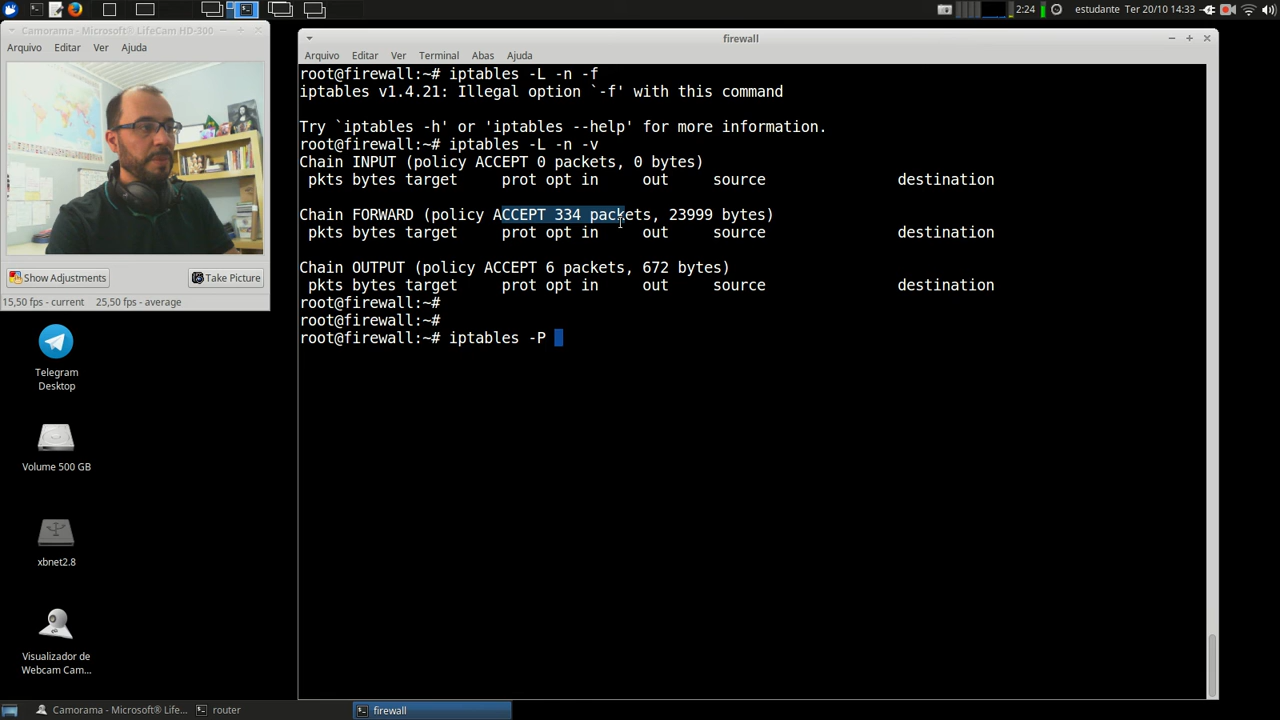 2:24
estudante Ter 20/10 14:33
Camorama - Microsoft® LifeCam HD-300
Arquivo Editar Ver Ajuda
Show Adjustments
Take Picture
15,50 fps - current 25,50 fps - average
Telegram
Desktop
Volume 500 GB
xbnet2.8
Visualizador de
Webcam Cam...
firewall
Arquivo Editar Ver Terminal Abas Ajuda
root@firewall:~# iptables -L -n -f
iptables v1.4.21: Illegal option `-f' with this command
Try `iptables -h' or 'iptables --help' for more information.
root@firewall:~# iptables -L -n -v
Chain INPUT (policy ACCEPT 0 packets, 0 bytes)
pkts bytes target prot opt in out source destination
Chain FORWARD (policy ACCEPT 334 packets, 23999 bytes)
pkts bytes target prot opt in out source destination
Chain OUTPUT (policy ACCEPT 6 packets, 672 bytes)
pkts bytes target prot opt in out source destination
root@firewall:~#
root@firewall:~#
root@firewall:~# iptables -P
Camorama - Microsoft® Life...
router
firewall